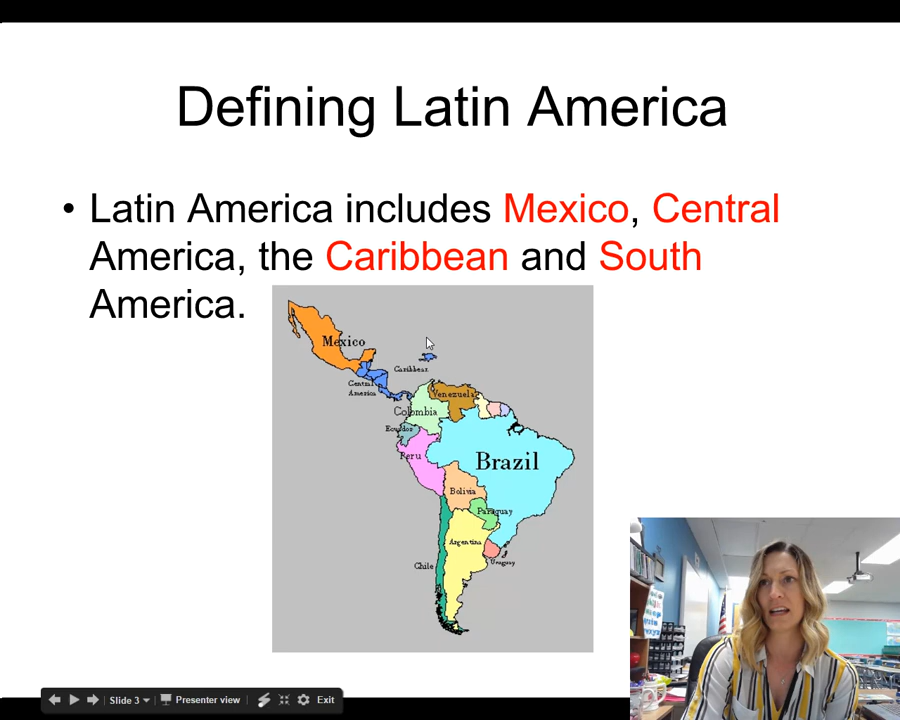 Defining Latin America
• Latin America includes Mexico, Central
America, the Caribbean and South
America.
Mexico
Caribbean
Central
America
Venezuela
Colombia
Ecuador
Peru
Brazil
Bolivia
Paraguay
Argentina
Uruguay
Chile
Slide 3
Presenter view
Exit